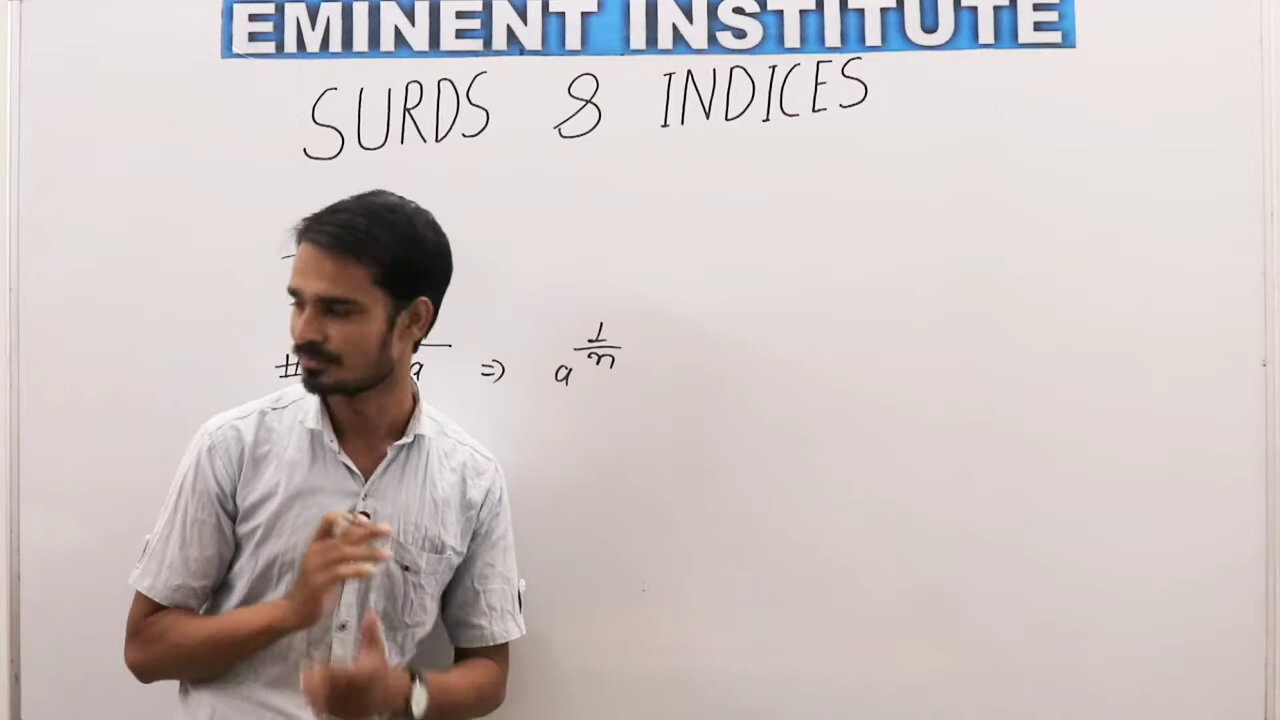 EMINENT INSTITUTE
SURDS & INDICES
# a ⇒ a^(1/n)